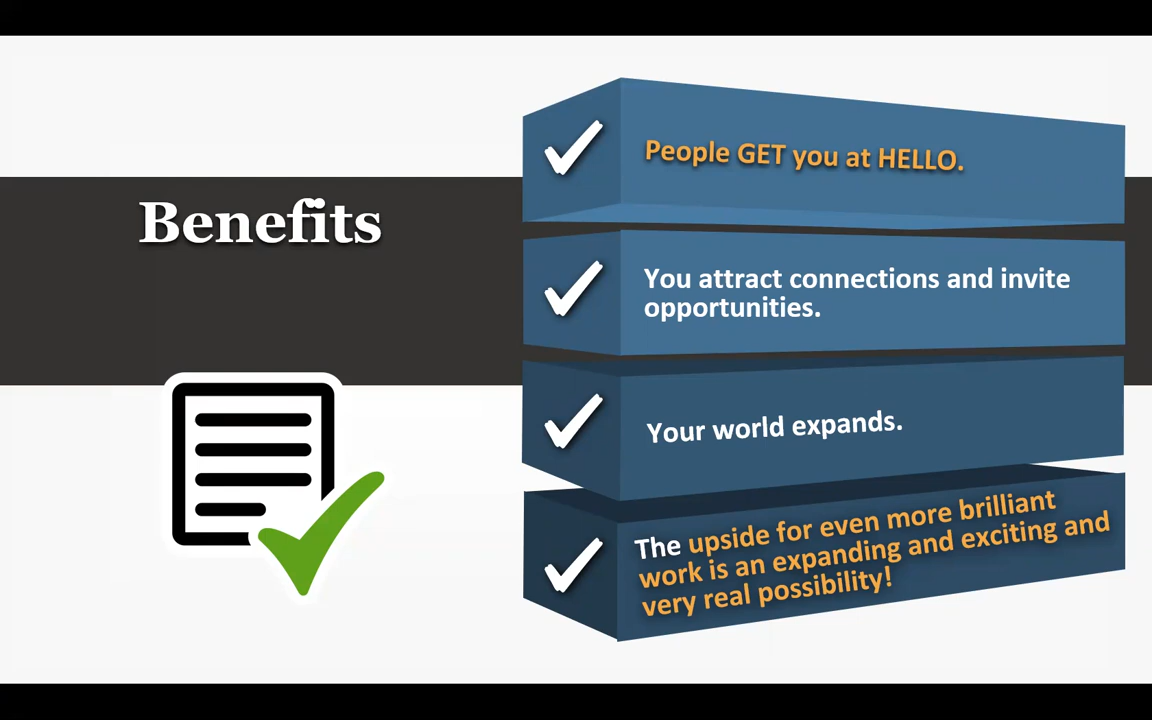 Benefits
People GET you at HELLO.
You attract connections and invite
opportunities.
Your world expands.
The upside for even more brilliant
work is an expanding and exciting and
very real possibility!